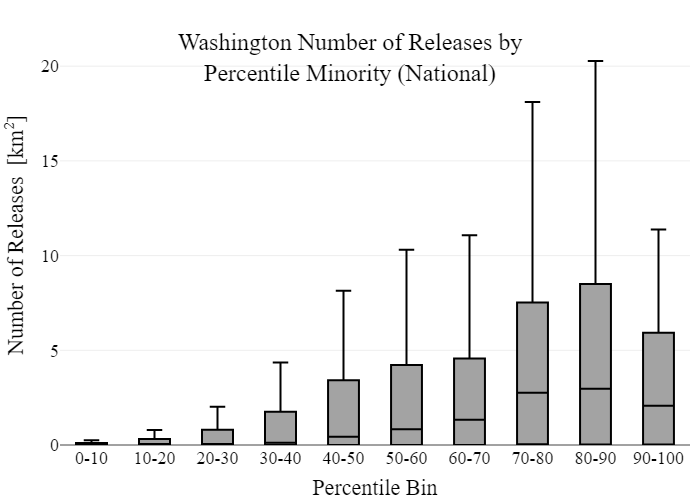 Washington Number of Releases by
Percentile Minority (National)
Number of Releases [km²]
20
15
10
5
0
0-10 10-20 20-30 30-40 40-50 50-60 60-70 70-80 80-90 90-100
Percentile Bin